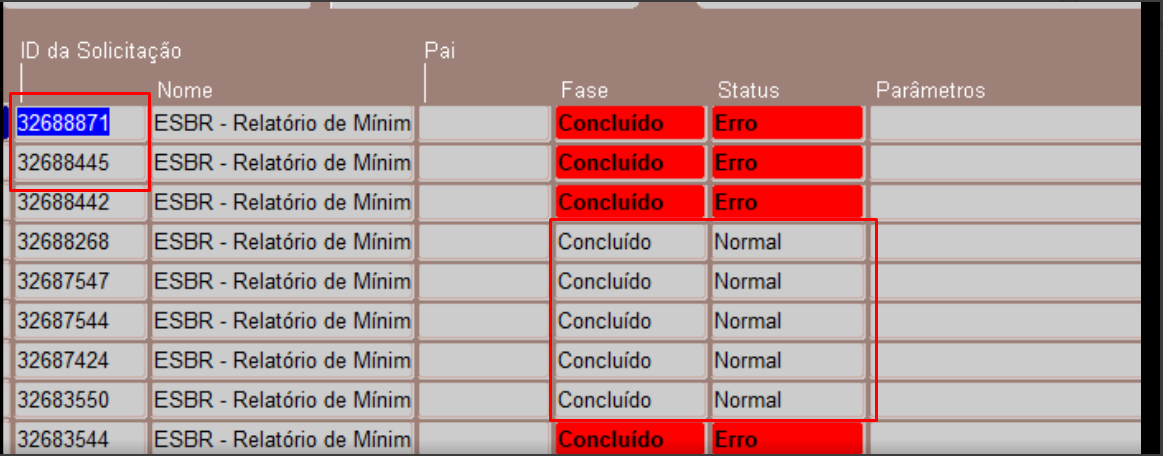 ID da Solicitação Pai
Nome Fase Status Parâmetros
32688871 ESBR - Relatório de Mínim Concluído Erro
32688445 ESBR - Relatório de Mínim Concluído Erro
32688442 ESBR - Relatório de Mínim Concluído Erro
32688268 ESBR - Relatório de Mínim Concluído Normal
32687547 ESBR - Relatório de Mínim Concluído Normal
32687544 ESBR - Relatório de Mínim Concluído Normal
32687424 ESBR - Relatório de Mínim Concluído Normal
32683550 ESBR - Relatório de Mínim Concluído Normal
32683544 ESBR - Relatório de Mínim Concluído Erro